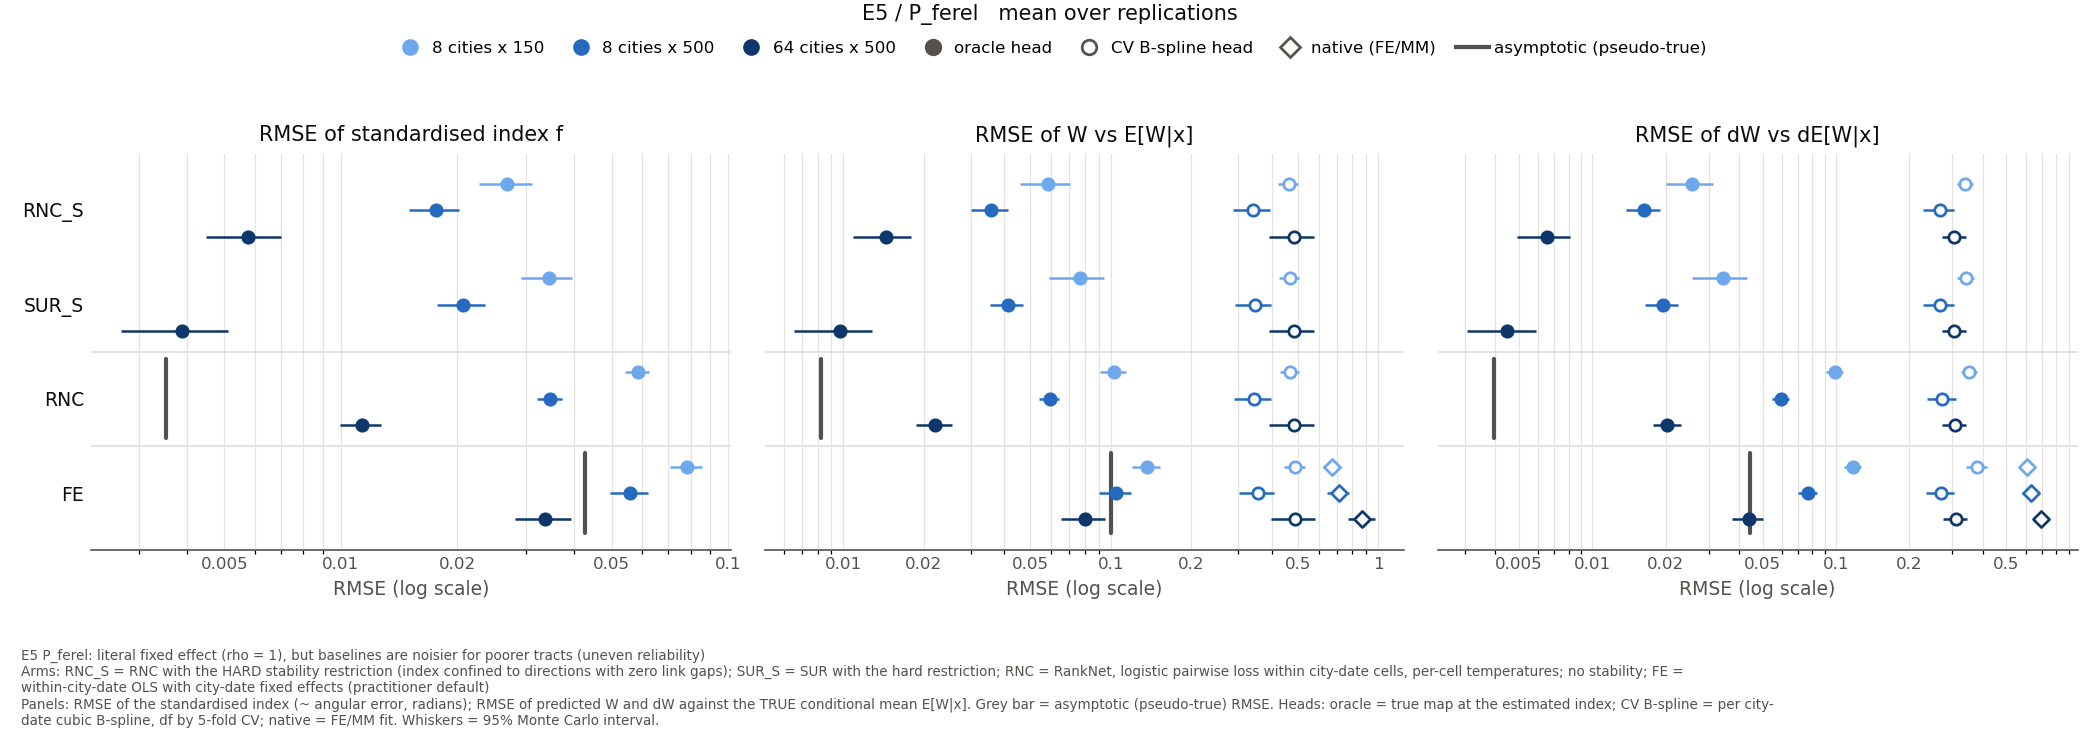 E5 / P_ferel   mean over replications
8 cities x 150   8 cities x 500   64 cities x 500   oracle head   CV B-spline head   native (FE/MM)   asymptotic (pseudo-true)
RMSE of standardised index f   RMSE of W vs E[W|x]   RMSE of dW vs dE[W|x]
RNC_S
SUR_S
RNC
FE
0.005   0.01   0.02   0.05   0.1   0.01   0.02   0.05   0.1   0.2   0.5   1   0.005   0.01   0.02   0.05   0.1   0.2   0.5
RMSE (log scale)   RMSE (log scale)   RMSE (log scale)
E5 P_ferel: literal fixed effect (rho = 1), but baselines are noisier for poorer tracts (uneven reliability)
Arms: RNC_S = RNC with the HARD stability restriction (index confined to directions with zero link gaps); SUR_S = SUR with the hard restriction; RNC = RankNet, logistic pairwise loss within city-date cells, per-cell temperatures; no stability; FE =
within-city-date OLS with city-date fixed effects (practitioner default)
Panels: RMSE of the standardised index (~ angular error, radians); RMSE of predicted W and dW against the TRUE conditional mean E[W|x]. Grey bar = asymptotic (pseudo-true) RMSE. Heads: oracle = true map at the estimated index; CV B-spline = per city-
date cubic B-spline, df by 5-fold CV; native = FE/MM fit. Whiskers = 95% Monte Carlo interval.